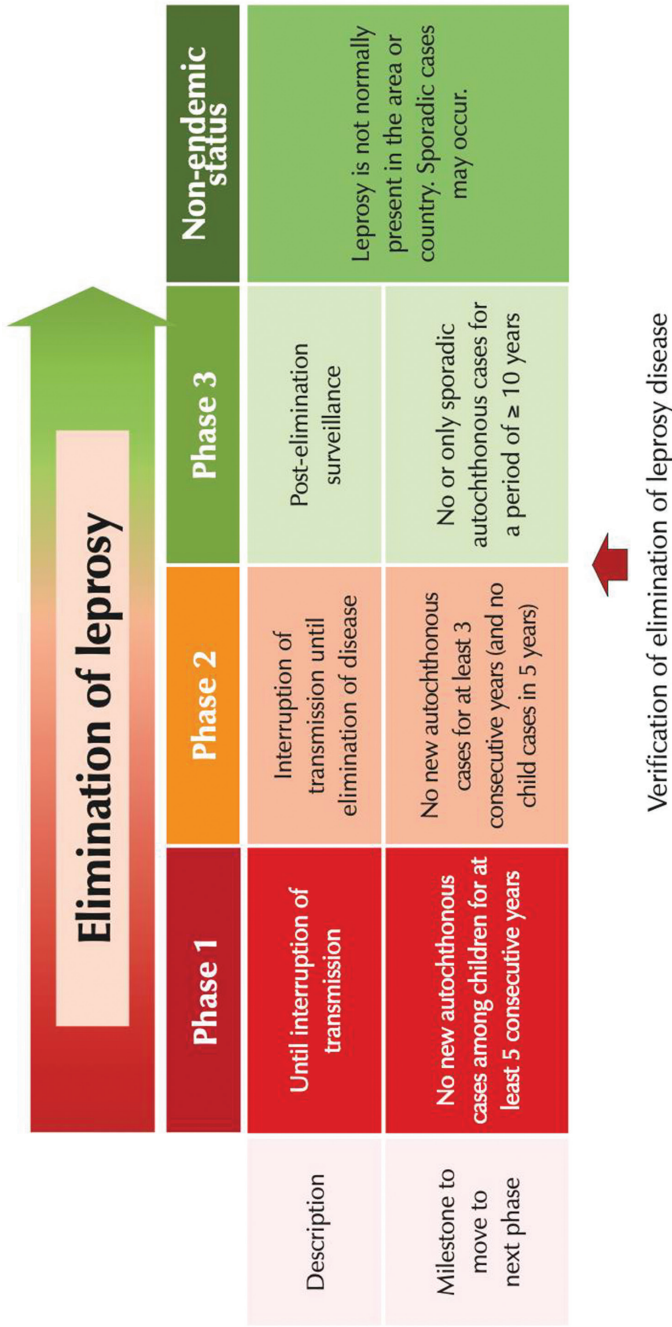 Elimination of leprosy
Phase 1
Phase 2
Phase 3
Non-endemic
status
Description
Until interruption of
transmission
Interruption of
transmission until
elimination of disease
Post-elimination
surveillance
Leprosy is not normally
present in the area or
country. Sporadic cases
may occur.
Milestone to
move to
next phase
No new autochthonous
cases among children for at
least 5 consecutive years
No new autochthonous
cases for at least 3
consecutive years (and no
child cases in 5 years)
No or only sporadic
autochthonous cases for
a period of ≥ 10 years
Verification of elimination of leprosy disease